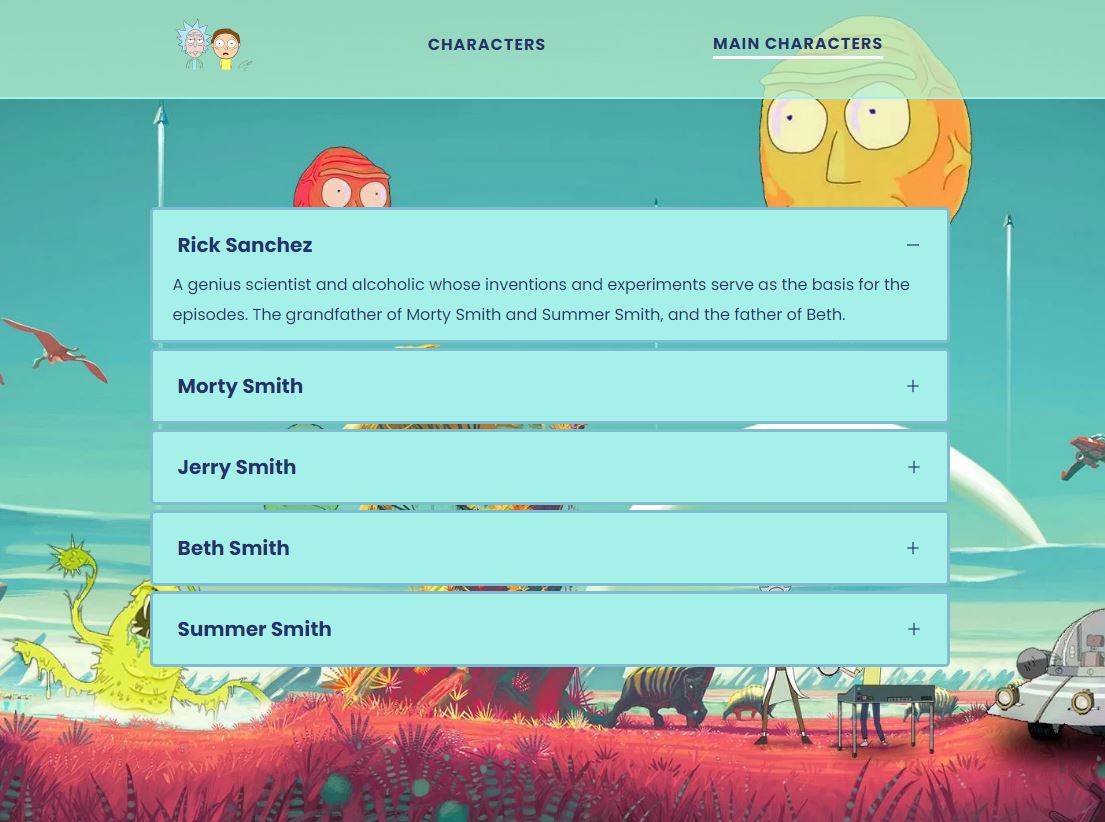 CHARACTERS
MAIN CHARACTERS
Rick Sanchez
A genius scientist and alcoholic whose inventions and experiments serve as the basis for the
episodes. The grandfather of Morty Smith and Summer Smith, and the father of Beth.
Morty Smith
Jerry Smith
Beth Smith
Summer Smith